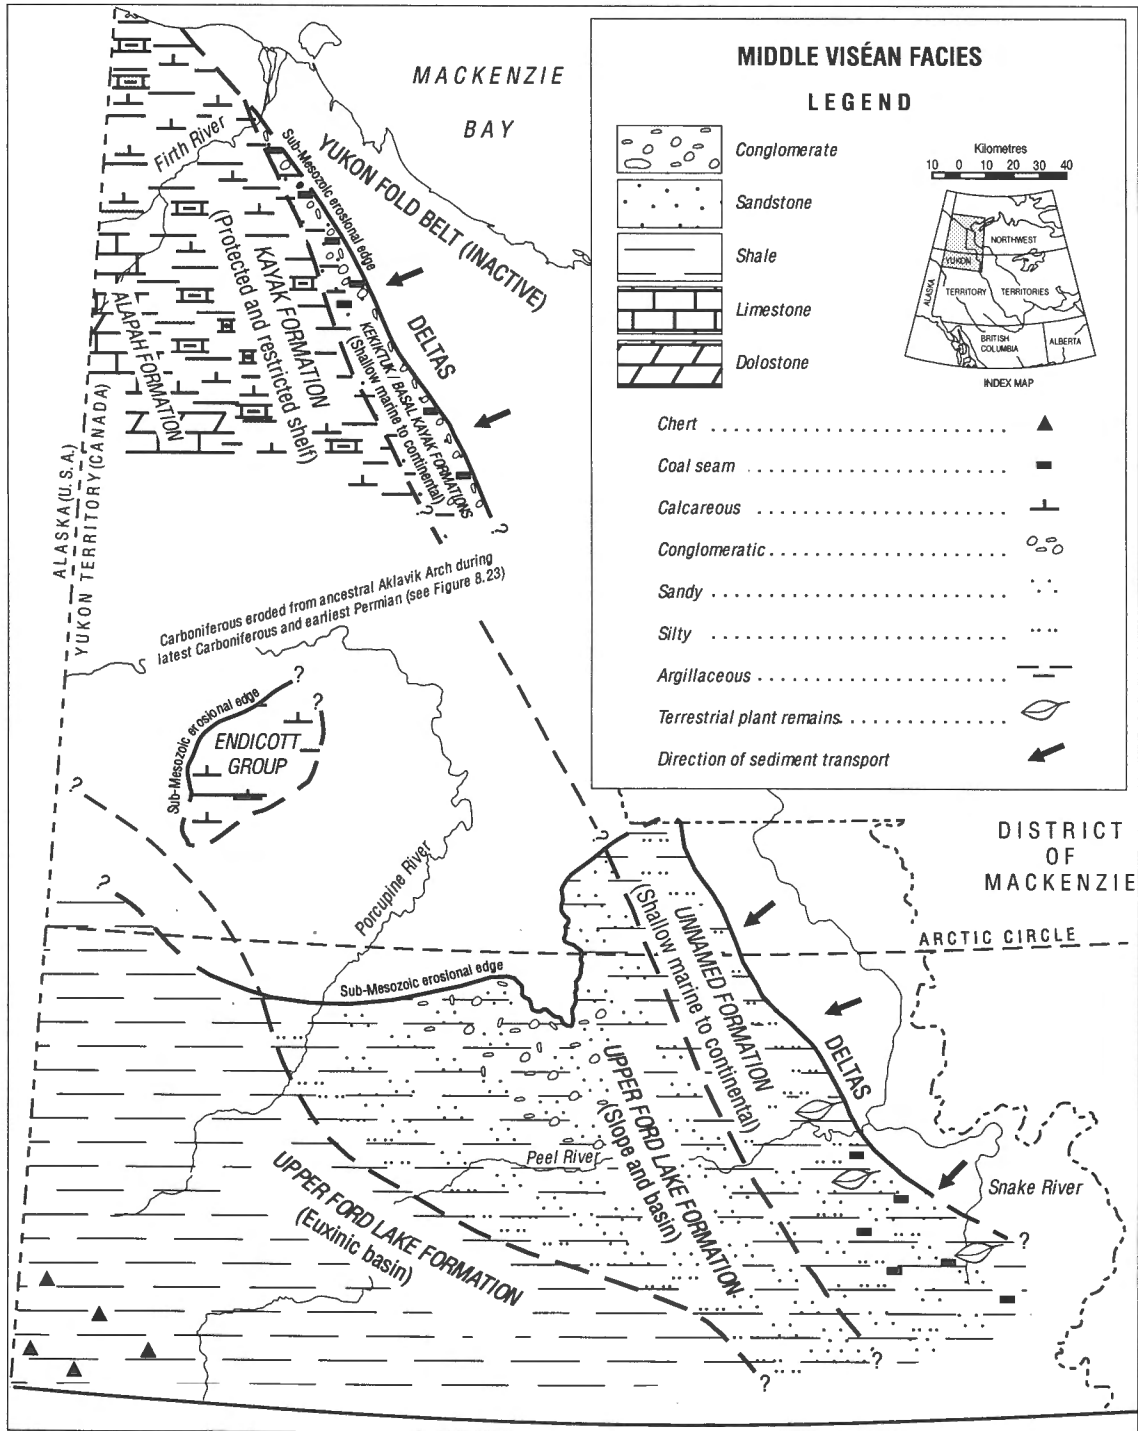 MACKENZIE
BAY
MIDDLE VISÉAN FACIES
LEGEND
Conglomerate
Sandstone
Shale
Limestone
Dolostone
Kilometres
10 0 10 20 30 40
NORTHWEST
YUKON
TERRITORY
TERRITORIES
ALASKA
BRITISH
COLUMBIA
ALBERTA
INDEX MAP
Chert
Coal seam
Calcareous
Conglomeratic
Sandy
Silty
Argillaceous
Terrestrial plant remains
Direction of sediment transport
Firth River
Sub-Mesozoic erosional edge
YUKON FOLD BELT (INACTIVE)
DELTAS
ALAPAH FORMATION
KAYAK FORMATION
(Protected and restricted shelf)
KEKIKTUK / BASAL KAYAK FORMATIONS
(Shallow marine to continental)
?
?
ALASKA (U.S.A.)
YUKON TERRITORY (CANADA)
Carboniferous eroded from ancestral Aklavik Arch during
latest Carboniferous and earliest Permian (see Figure 8.23)
?
?
Sub-Mesozoic erosional edge
ENDICOTT
GROUP
?
?
Porcupine River
?
DISTRICT
OF
MACKENZIE
ARCTIC CIRCLE
Sub-Mesozoic erosional edge
UNNAMED FORMATION
(Shallow marine to continental)
DELTAS
UPPER FORD LAKE FORMATION
(Slope and basin)
Peel River
Snake River
UPPER FORD LAKE FORMATION
(Euxinic basin)
?
?
?